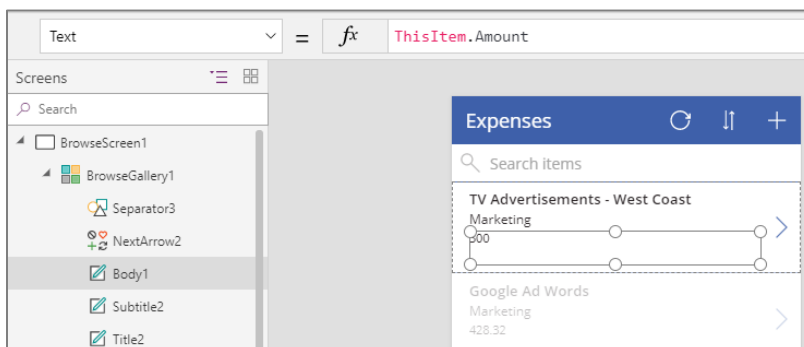 Text = fx ThisItem.Amount
Screens
Search
BrowseScreen1
BrowseGallery1
Separator3
NextArrow2
Body1
Subtitle2
Title2
Expenses
Search items
TV Advertisements - West Coast
Marketing
300
Google Ad Words
Marketing
428.32